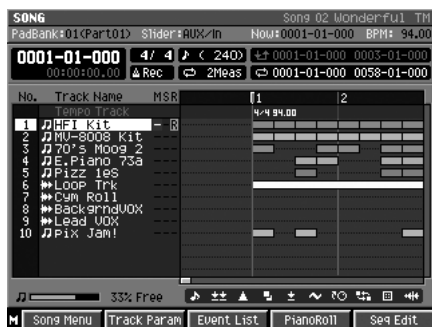 SONG Song 02 Wonderful TM
PadBank:01(Part01) Slider:AUX/In Now:0001-01-000 BPM: 94.00
0001-01-000 4/ 4 ♪ ( 240) 0001-01-000 0003-01-000
00:00:00.00 Rec 2Meas 0001-01-000 0058-01-000
No. Track Name MSR 1 2
Tempo Track 4/4 94.00
1 HFI Kit - R
2 MV-8008 Kit ---
3 70's Moog 2 ---
4 E.Piano 73a ---
5 Pizz 1eS ---
6 Loop Trk ---
7 Cym Roll ---
8 BackgrndVOX ---
9 Lead VOX ---
10 Pix Jam! ---
33% Free
M Song Menu Track Param Event List PianoRoll Seq Edit